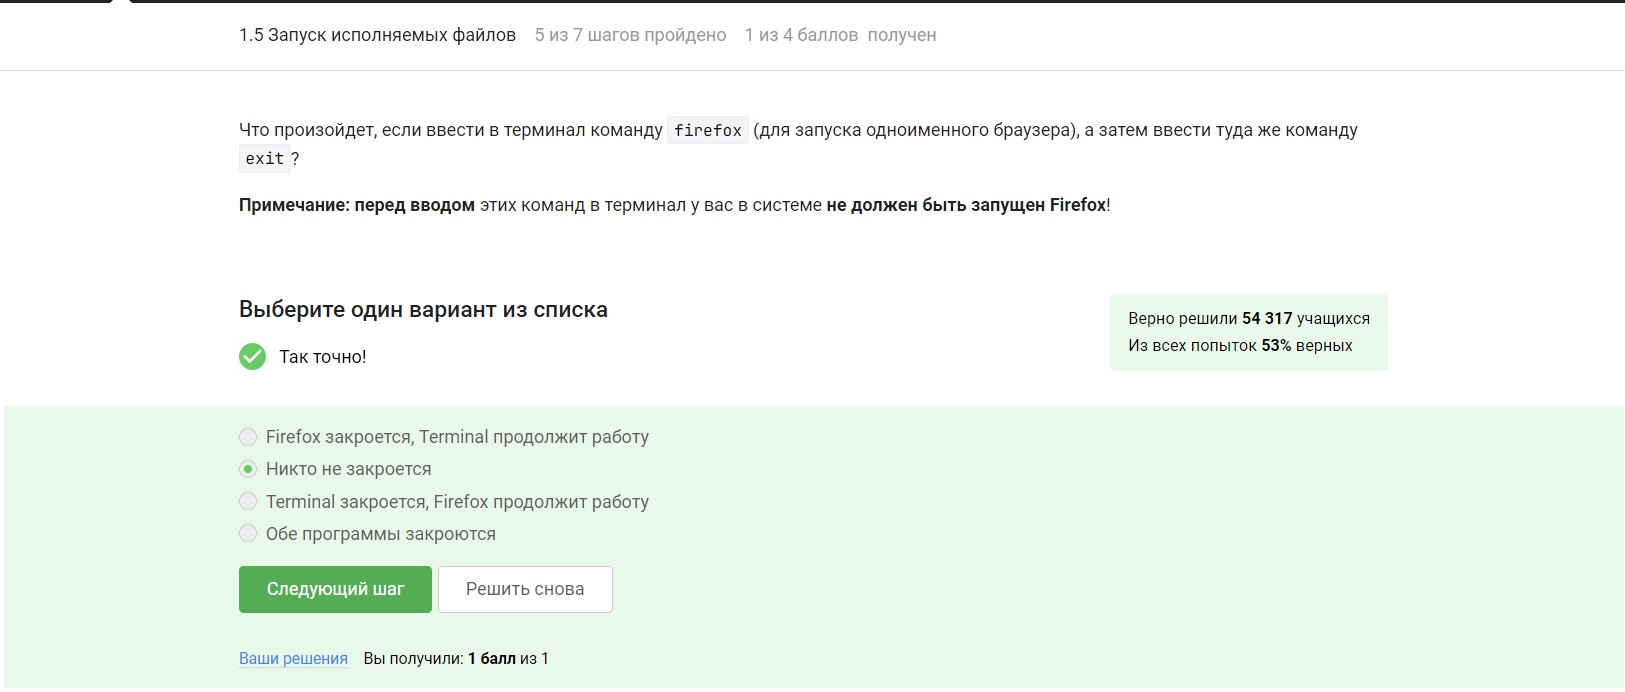 1.5 Запуск исполняемых файлов 5 из 7 шагов пройдено 1 из 4 баллов получен
Что произойдет, если ввести в терминал команду firefox (для запуска одноименного браузера), а затем ввести туда же команду
exit ?
Примечание: перед вводом этих команд в терминал у вас в системе не должен быть запущен Firefox!
Выберите один вариант из списка
Так точно!
Верно решили 54 317 учащихся
Из всех попыток 53% верных
Firefox закроется, Terminal продолжит работу
Никто не закроется
Terminal закроется, Firefox продолжит работу
Обе программы закроются
Следующий шаг Решить снова
Ваши решения Вы получили: 1 балл из 1